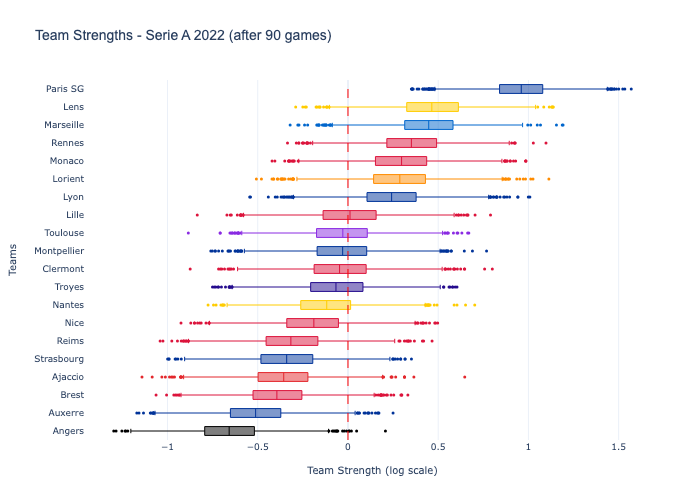 Team Strengths - Serie A 2022 (after 90 games)
Paris SG
Lens
Marseille
Rennes
Monaco
Lorient
Lyon
Lille
Toulouse
Montpellier
Clermont
Troyes
Nantes
Nice
Reims
Strasbourg
Ajaccio
Brest
Auxerre
Angers
Teams
−1
−0.5
0
0.5
1
1.5
Team Strength (log scale)